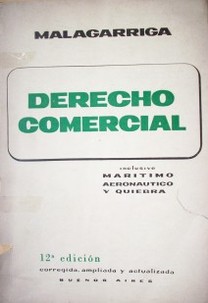 MALAGARRIGA
DERECHO
COMERCIAL
inclusive
MARITIMO
AERONAUTICO
Y QUIEBRA
12ª edición
corregida, ampliada y actualizada
BUENOS AIRES